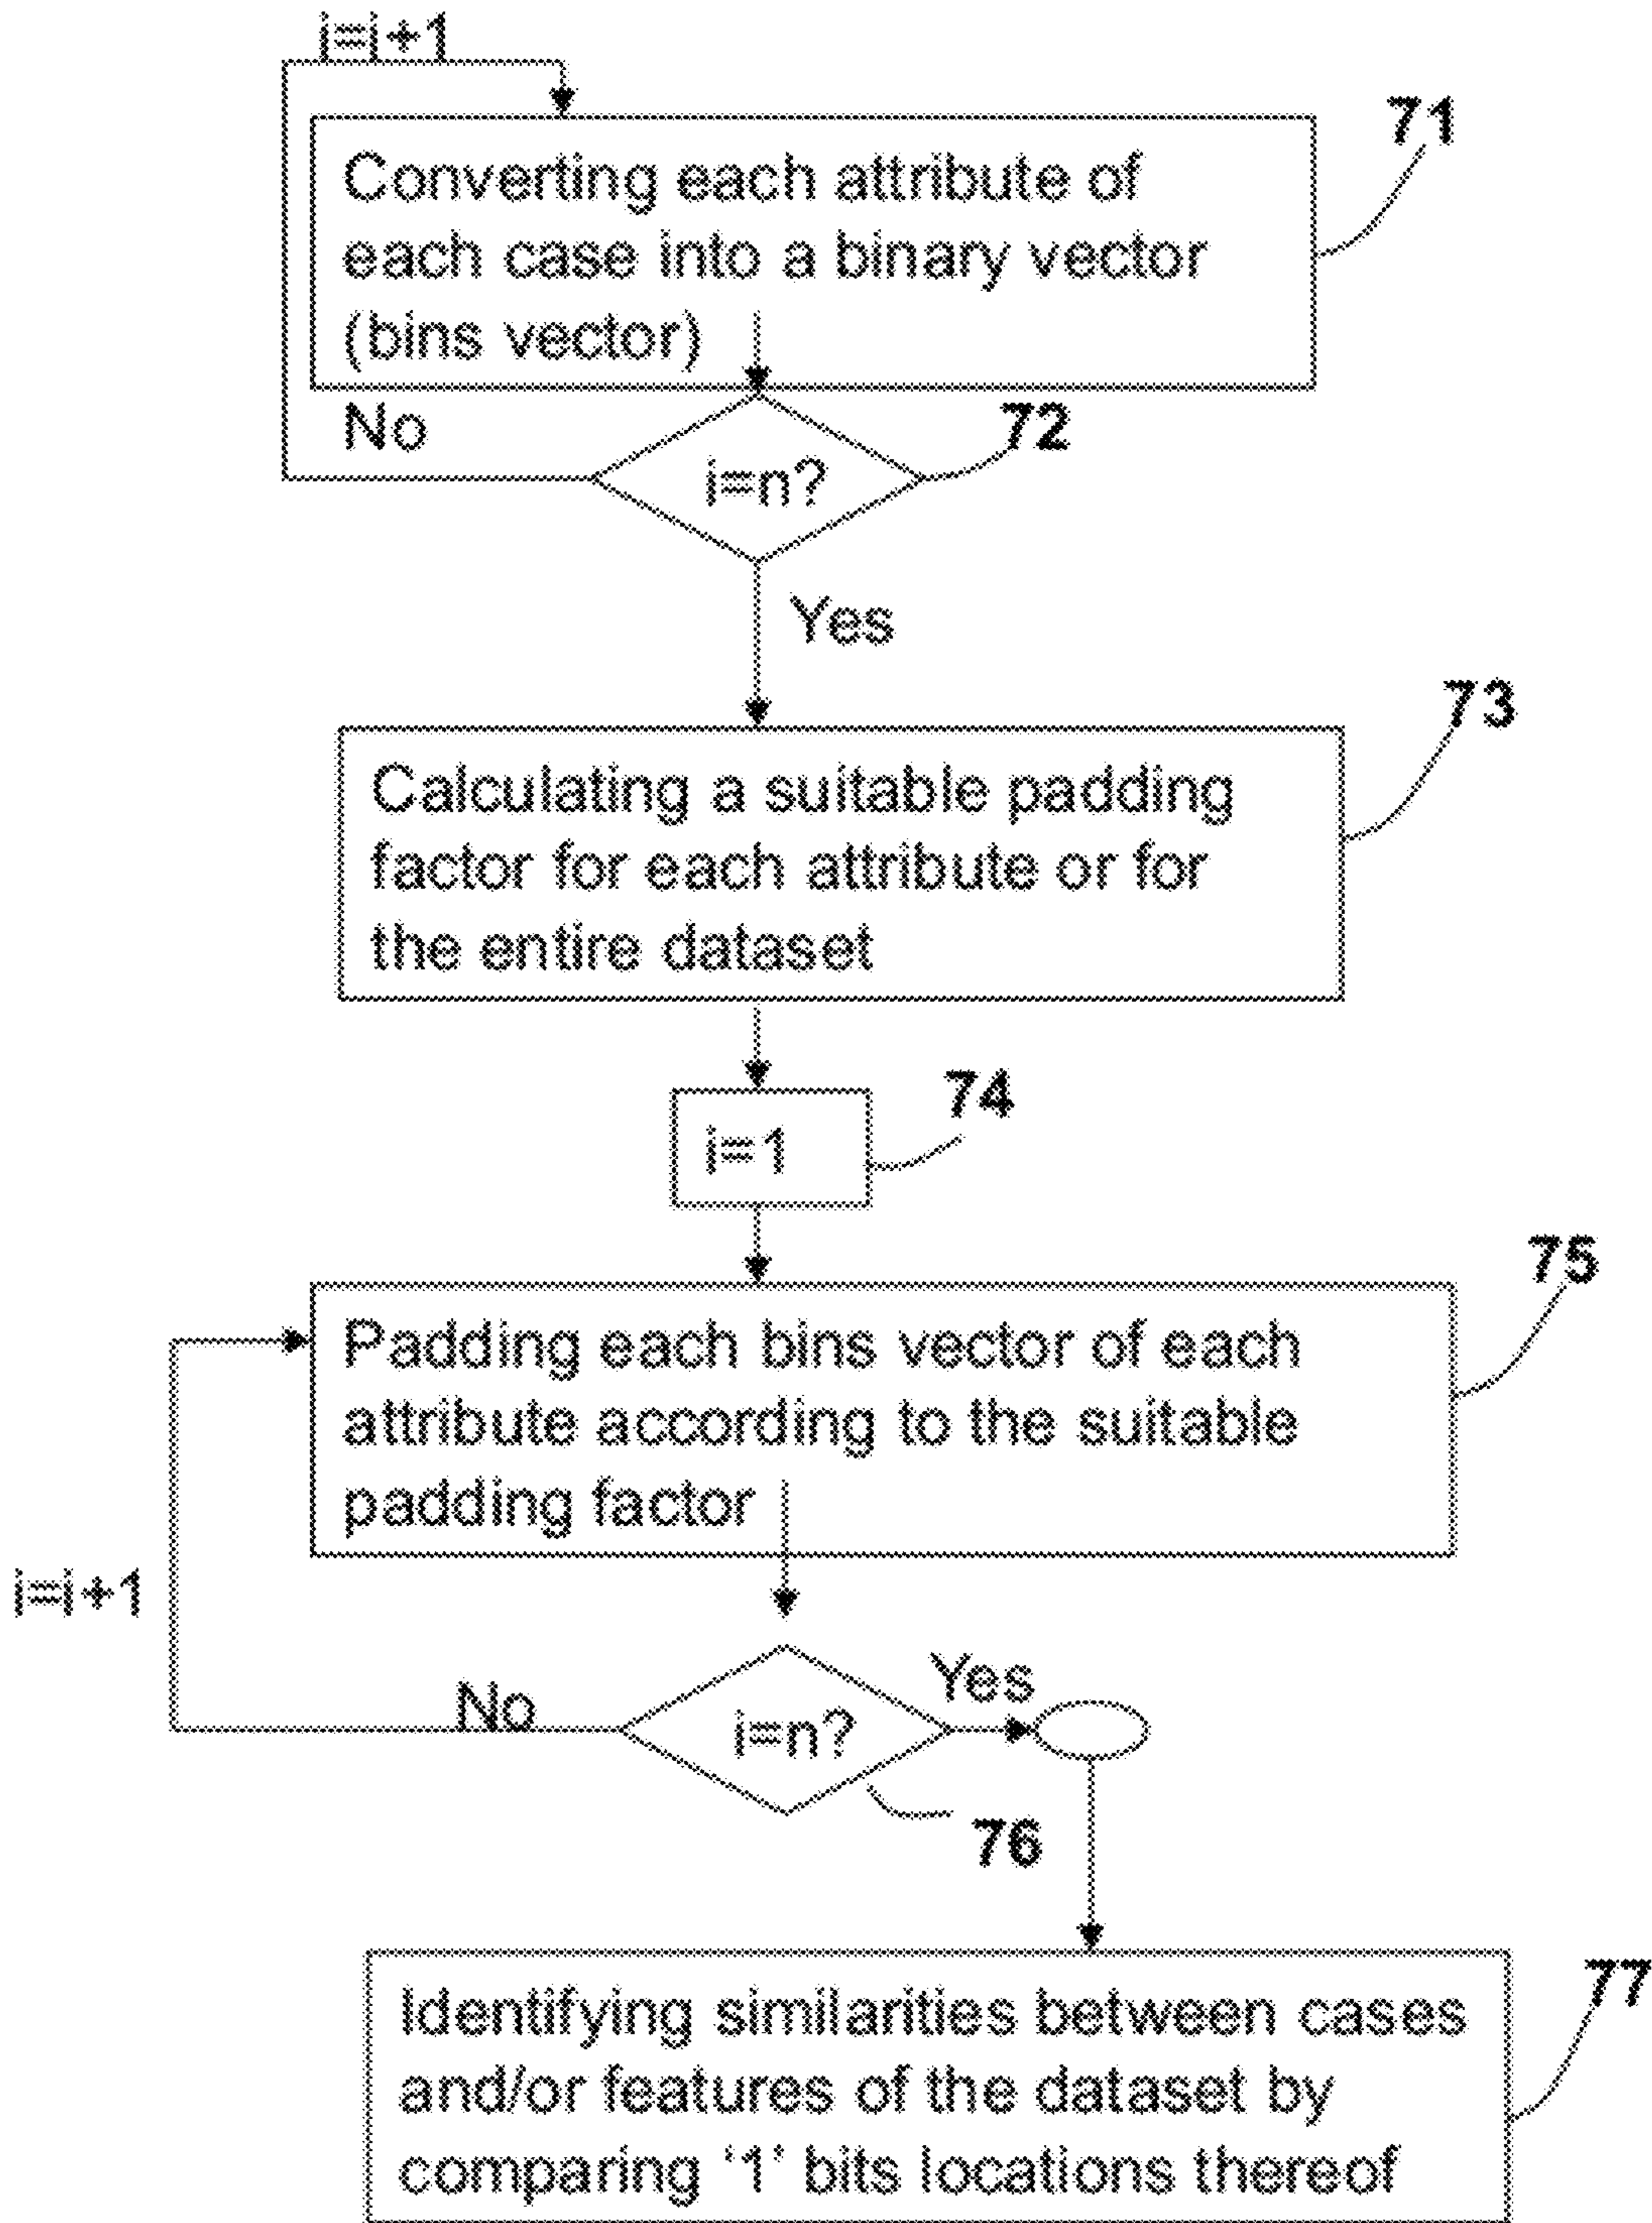 i=i+1
71
Converting each attribute of
each case into a binary vector
(bins vector)
No
72
i=n?
Yes
73
Calculating a suitable padding
factor for each attribute or for
the entire dataset
74
i=1
75
Padding each bins vector of each
attribute according to the suitable
padding factor
i=i+1
Yes
No
i=n?
76
77
Identifying similarities between cases
and/or features of the dataset by
comparing ‘1’ bits locations thereof